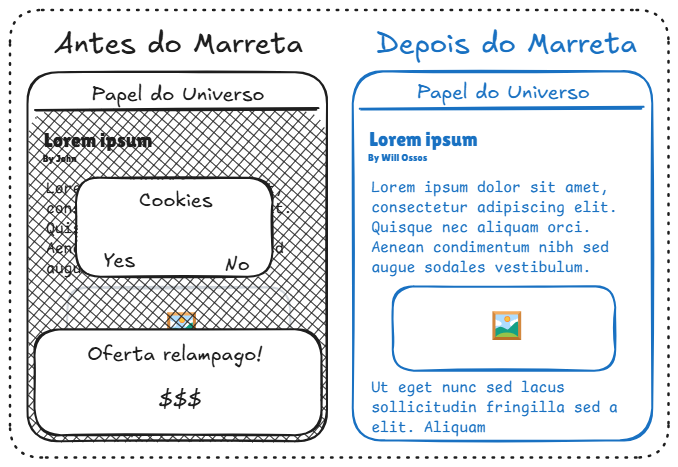 Antes do Marreta
Papel do Universo
Lorem ipsum
By John
Lore
con t.
Qui
Aen d
augu
Cookies
Yes No
Oferta relampago!
$$$
Depois do Marreta
Papel do Universo
Lorem ipsum
By Will Ossos
Lorem ipsum dolor sit amet,
consectetur adipiscing elit.
Quisque nec aliquam orci.
Aenean condimentum nibh sed
augue sodales vestibulum.
Ut eget nunc sed lacus
sollicitudin fringilla sed a
elit. Aliquam